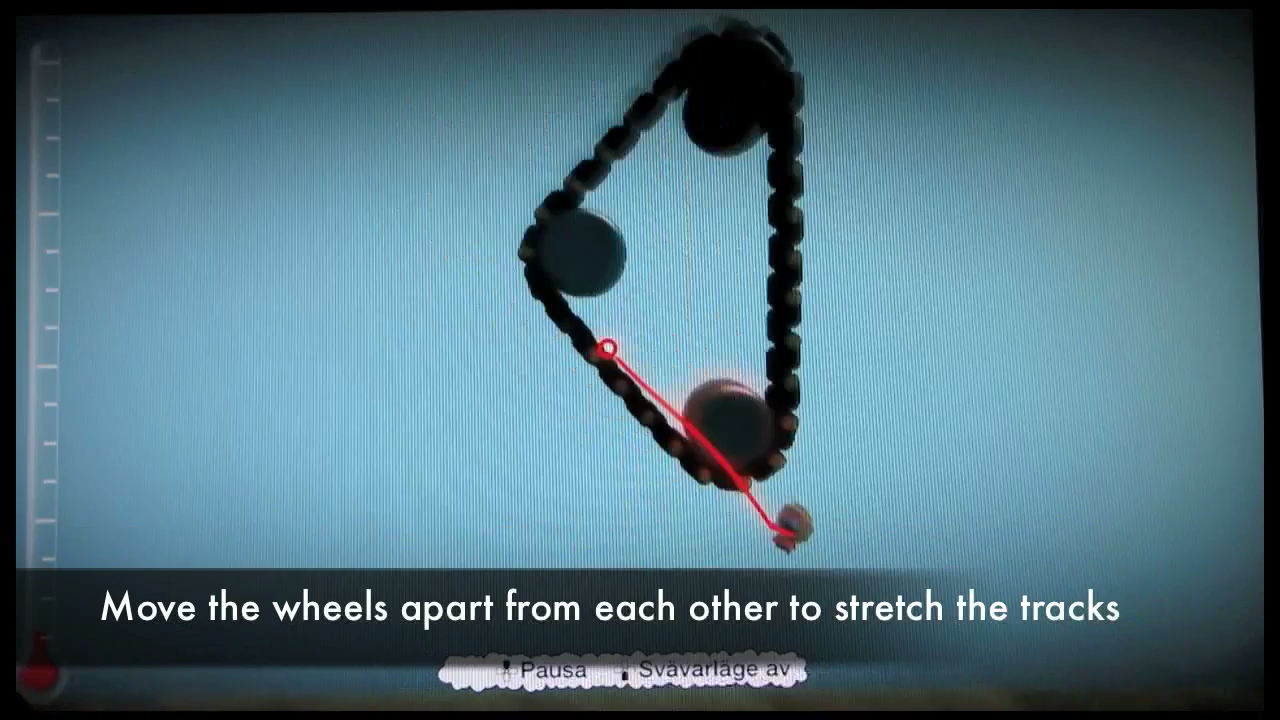 Move the wheels apart from each other to stretch the tracks
Pausa Svävarläge av